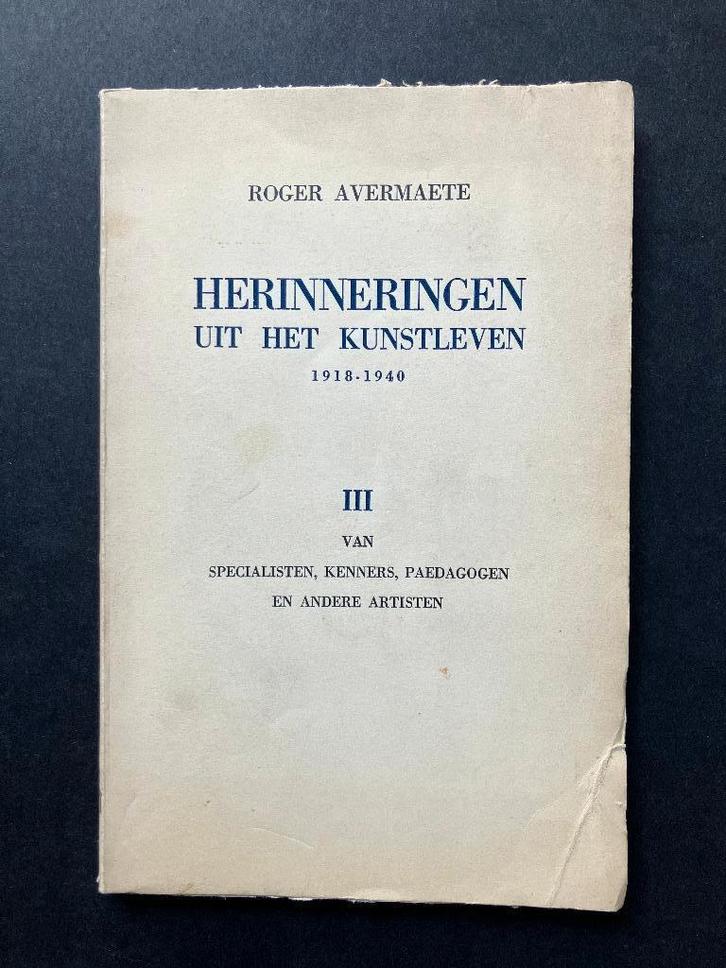 ROGER AVERMAETE
HERINNERINGEN
UIT HET KUNSTLEVEN
1918-1940
III
VAN
SPECIALISTEN, KENNERS, PAEDAGOGEN
EN ANDERE ARTISTEN